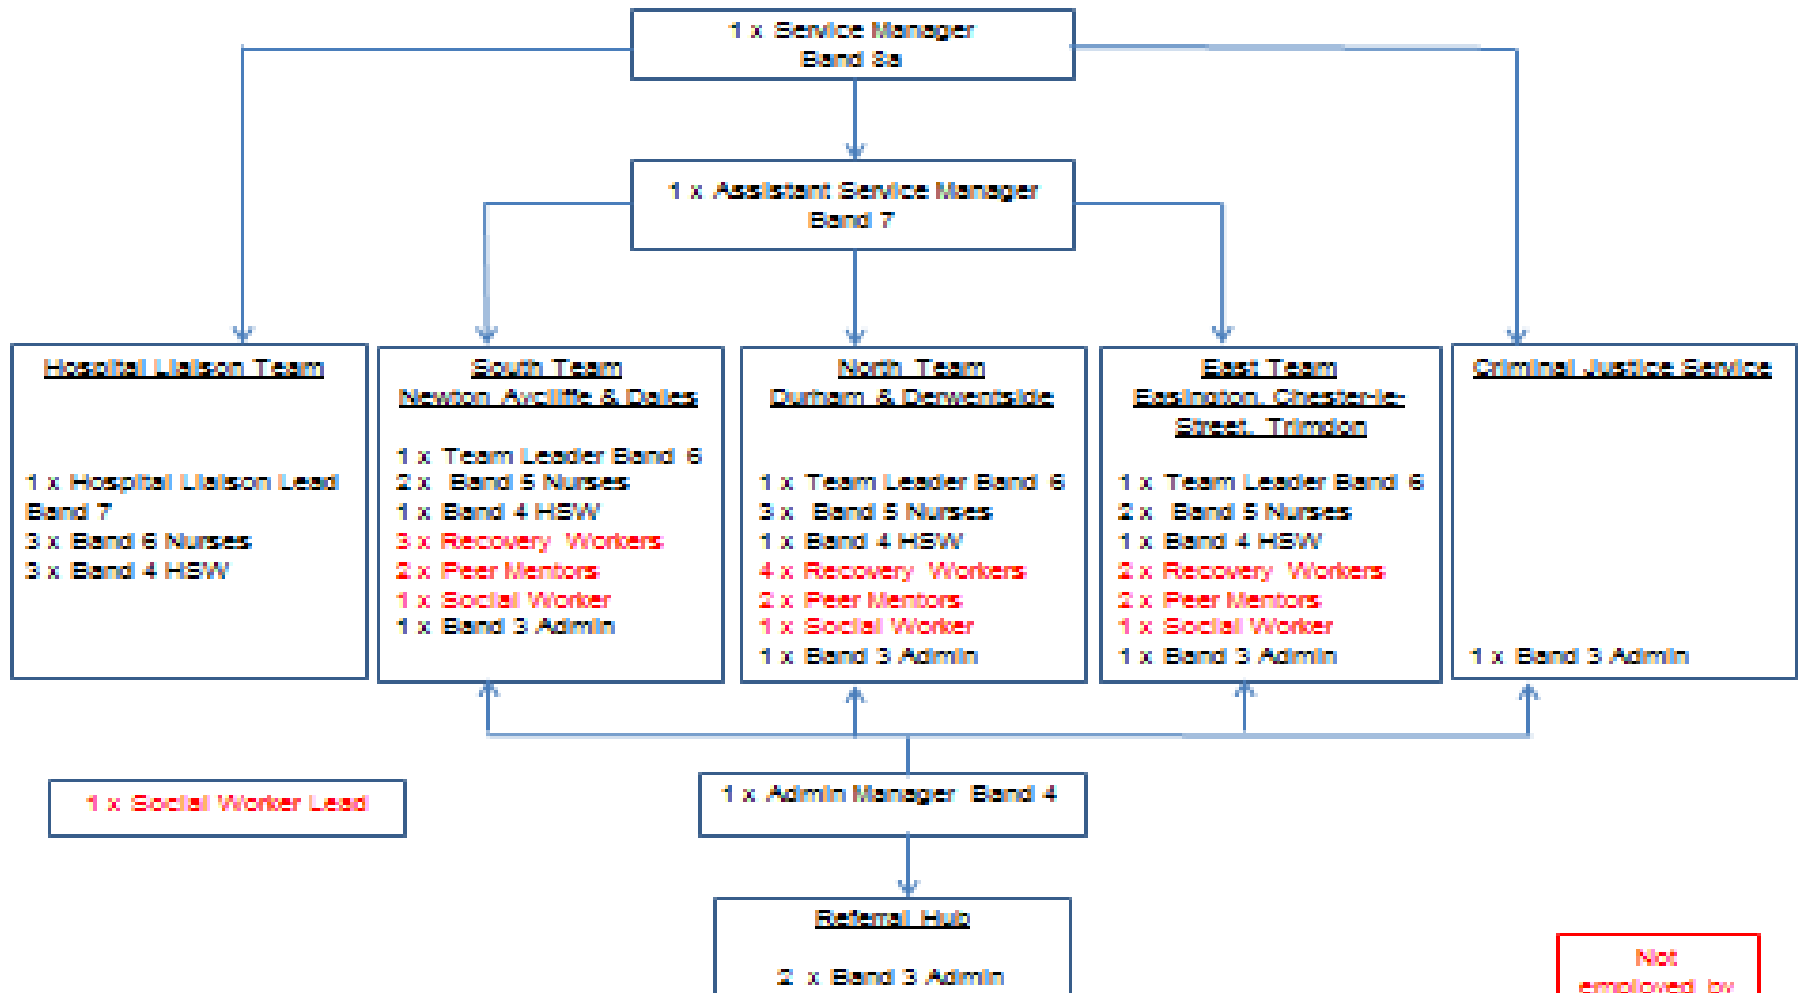 1 x Service Manager
Band 8a
1 x Assistant Service Manager
Band 7
Hospital Liaison Team
1 x Hospital Liaison Lead
Band 7
3 x Band 6 Nurses
3 x Band 4 HSW
South Team
Newton Aycliffe & Dales
1 x Team Leader Band 6
2 x Band 5 Nurses
1 x Band 4 HSW
3 x Recovery Workers
2 x Peer Mentors
1 x Social Worker
1 x Band 3 Admin
North Team
Durham & Derwentside
1 x Team Leader Band 6
3 x Band 5 Nurses
1 x Band 4 HSW
4 x Recovery Workers
2 x Peer Mentors
1 x Social Worker
1 x Band 3 Admin
East Team
Easington, Chester-le-
Street, Trimdon
1 x Team Leader Band 6
2 x Band 5 Nurses
1 x Band 4 HSW
2 x Recovery Workers
2 x Peer Mentors
1 x Social Worker
1 x Band 3 Admin
Criminal Justice Service
1 x Band 3 Admin
1 x Social Worker Lead
1 x Admin Manager Band 4
Referral Hub
2 x Band 3 Admin
Not
employed by